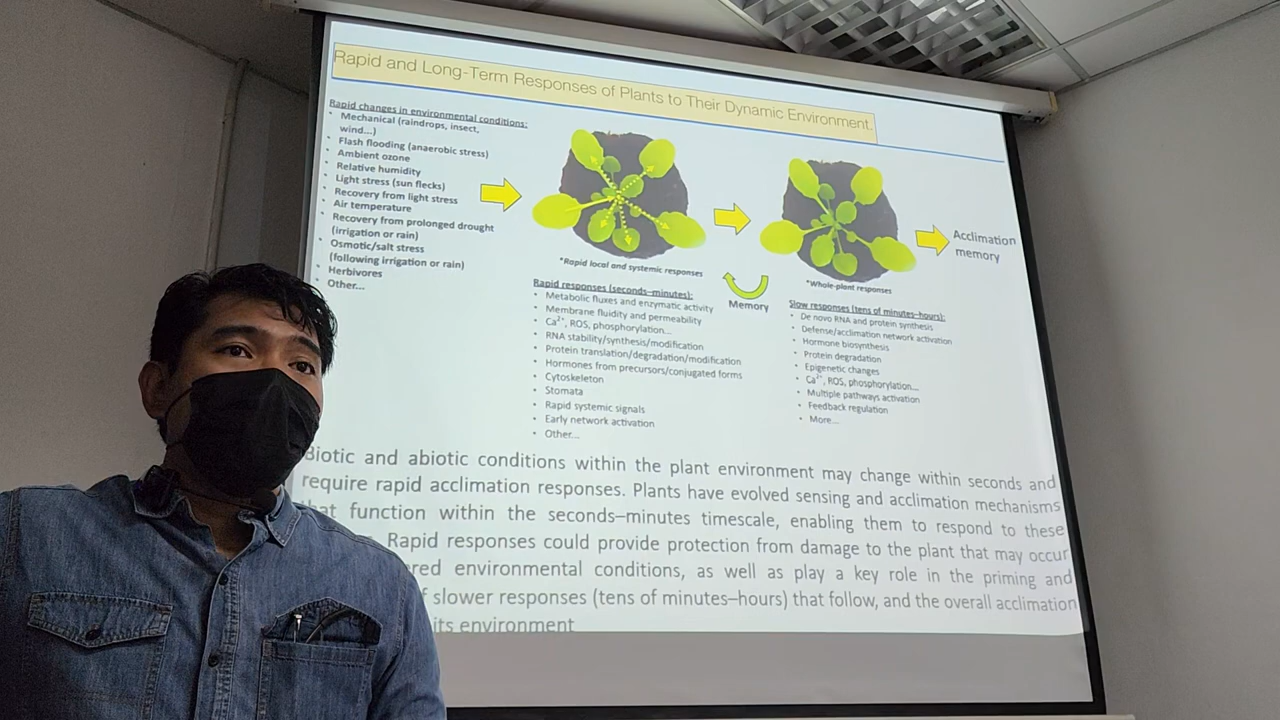 Rapid and Long-Term Responses of Plants to Their Dynamic Environment.
Rapid changes in environmental conditions:
• Mechanical (raindrops, insect,
wind...)
• Flash flooding (anaerobic stress)
• Ambient ozone
• Relative humidity
• Light stress (sun flecks)
• Recovery from light stress
• Air temperature
• Recovery from prolonged drought
(irrigation or rain)
• Osmotic/salt stress
(following irrigation or rain)
• Herbivores
• Other...
*Rapid local and systemic responses
Rapid responses (seconds–minutes):
• Metabolic fluxes and enzymatic activity
• Membrane fluidity and permeability
• Ca²⁺, ROS, phosphorylation...
• RNA stability/synthesis/modification
• Protein translation/degradation/modification
• Hormones from precursors/conjugated forms
• Cytoskeleton
• Stomata
• Rapid systemic signals
• Early network activation
• Other...
Memory
*Whole-plant responses
Slow responses (tens of minutes–hours):
• De novo RNA and protein synthesis
• Defense/acclimation network activation
• Hormone biosynthesis
• Protein degradation
• Epigenetic changes
• Ca²⁺, ROS, phosphorylation...
• Multiple pathways activation
• Feedback regulation
• More...
Acclimation
memory
Biotic and abiotic conditions within the plant environment may change within seconds and
require rapid acclimation responses. Plants have evolved sensing and acclimation mechanisms
that function within the seconds–minutes timescale, enabling them to respond to these
Rapid responses could provide protection from damage to the plant that may occur
red environmental conditions, as well as play a key role in the priming and
f slower responses (tens of minutes–hours) that follow, and the overall acclimation
its environment